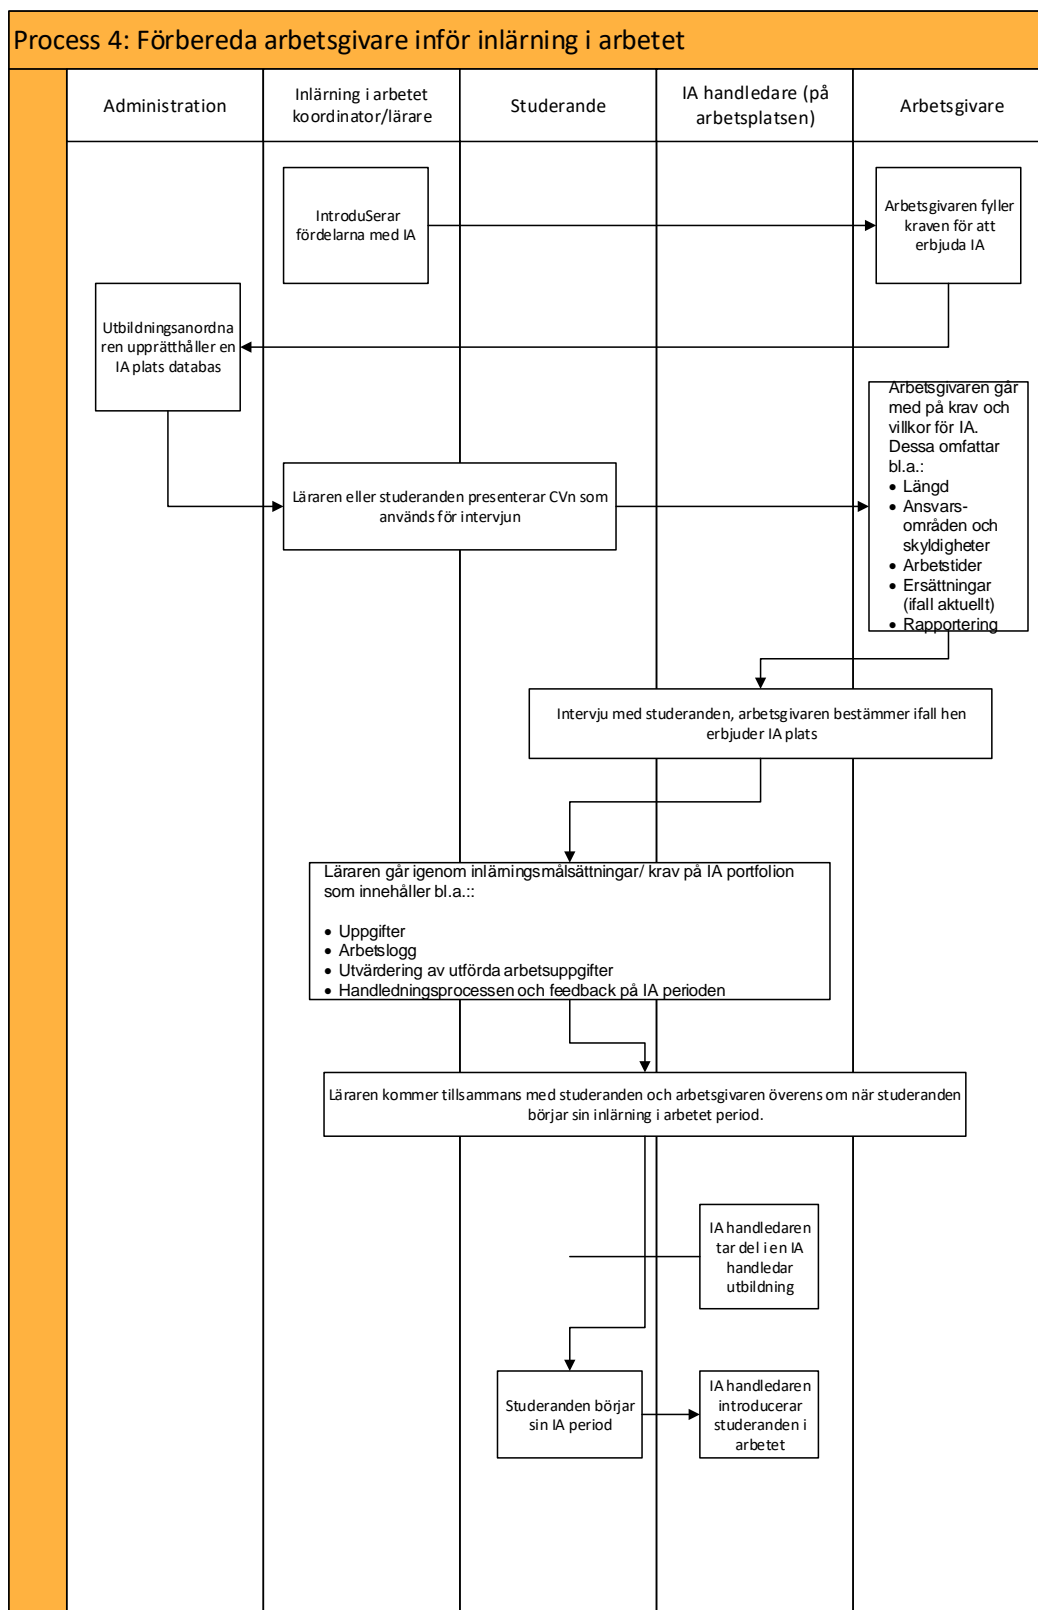 Process 4: Förbereda arbetsgivare inför inlärning i arbetet
Administration
Inlärning i arbetet
koordinator/lärare
Studerande
IA handledare (på
arbetsplatsen)
Arbetsgivare
IntroduSerar
fördelarna med IA
Arbetsgivaren fyller
kraven för att
erbjuda IA
Utbildningsanordna
ren upprätthåller en
IA plats databas
Arbetsgivaren går
med på krav och
villkor för IA.
Dessa omfattar
bl.a.:
• Längd
• Ansvars-
områden och
skyldigheter
• Arbetstider
• Ersättningar
(ifall aktuellt)
• Rapportering
Läraren eller studeranden presenterar CVn som
används för intervjun
Intervju med studeranden, arbetsgivaren bestämmer ifall hen
erbjuder IA plats
Läraren går igenom inlärningsmålsättningar/ krav på IA portfolion
som innehåller bl.a.::
• Uppgifter
• Arbetslogg
• Utvärdering av utförda arbetsuppgifter
• Handledningsprocessen och feedback på IA perioden
Läraren kommer tillsammans med studeranden och arbetsgivaren överens om när studeranden
börjar sin inlärning i arbetet period.
IA handledaren
tar del i en IA
handledar
utbildning
Studeranden börjar
sin IA period
IA handledaren
introducerar
studeranden i
arbetet